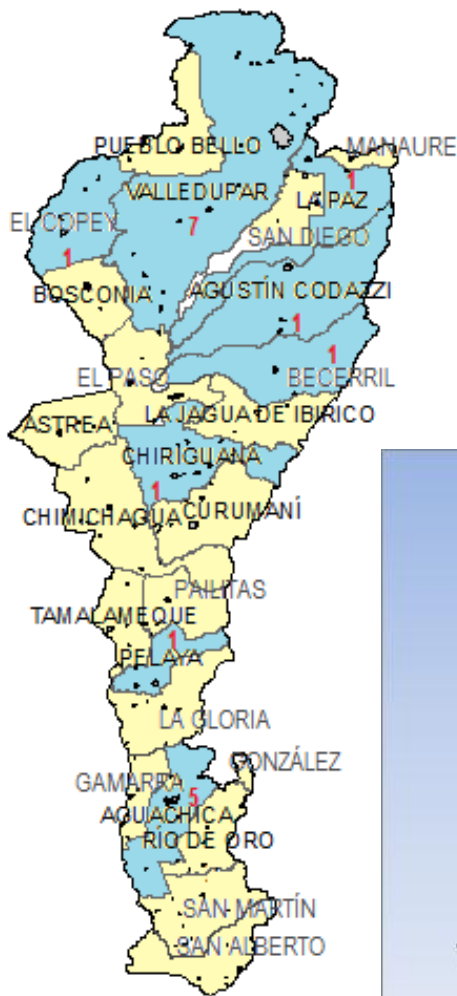 PUEBLO BELLO
MANAURE
1
VALLEDUPAR
LA PAZ
EL COPEY
7
SAN DIEGO
1
BOSCONIA
AGUSTÍN CODAZZI
1
1
EL PASO
BECERRIL
ASTREA
LA JAGUA DE IBIRICO
CHIRIGUANA
1
CHIMICHAGUA
CURUMANÍ
PAILITAS
TAMALAMEQUE
1
PELAYA
LA GLORIA
GONZÁLEZ
GAMARRA
5
AGUACHICA
RÍO DE ORO
SAN MARTÍN
SAN ALBERTO